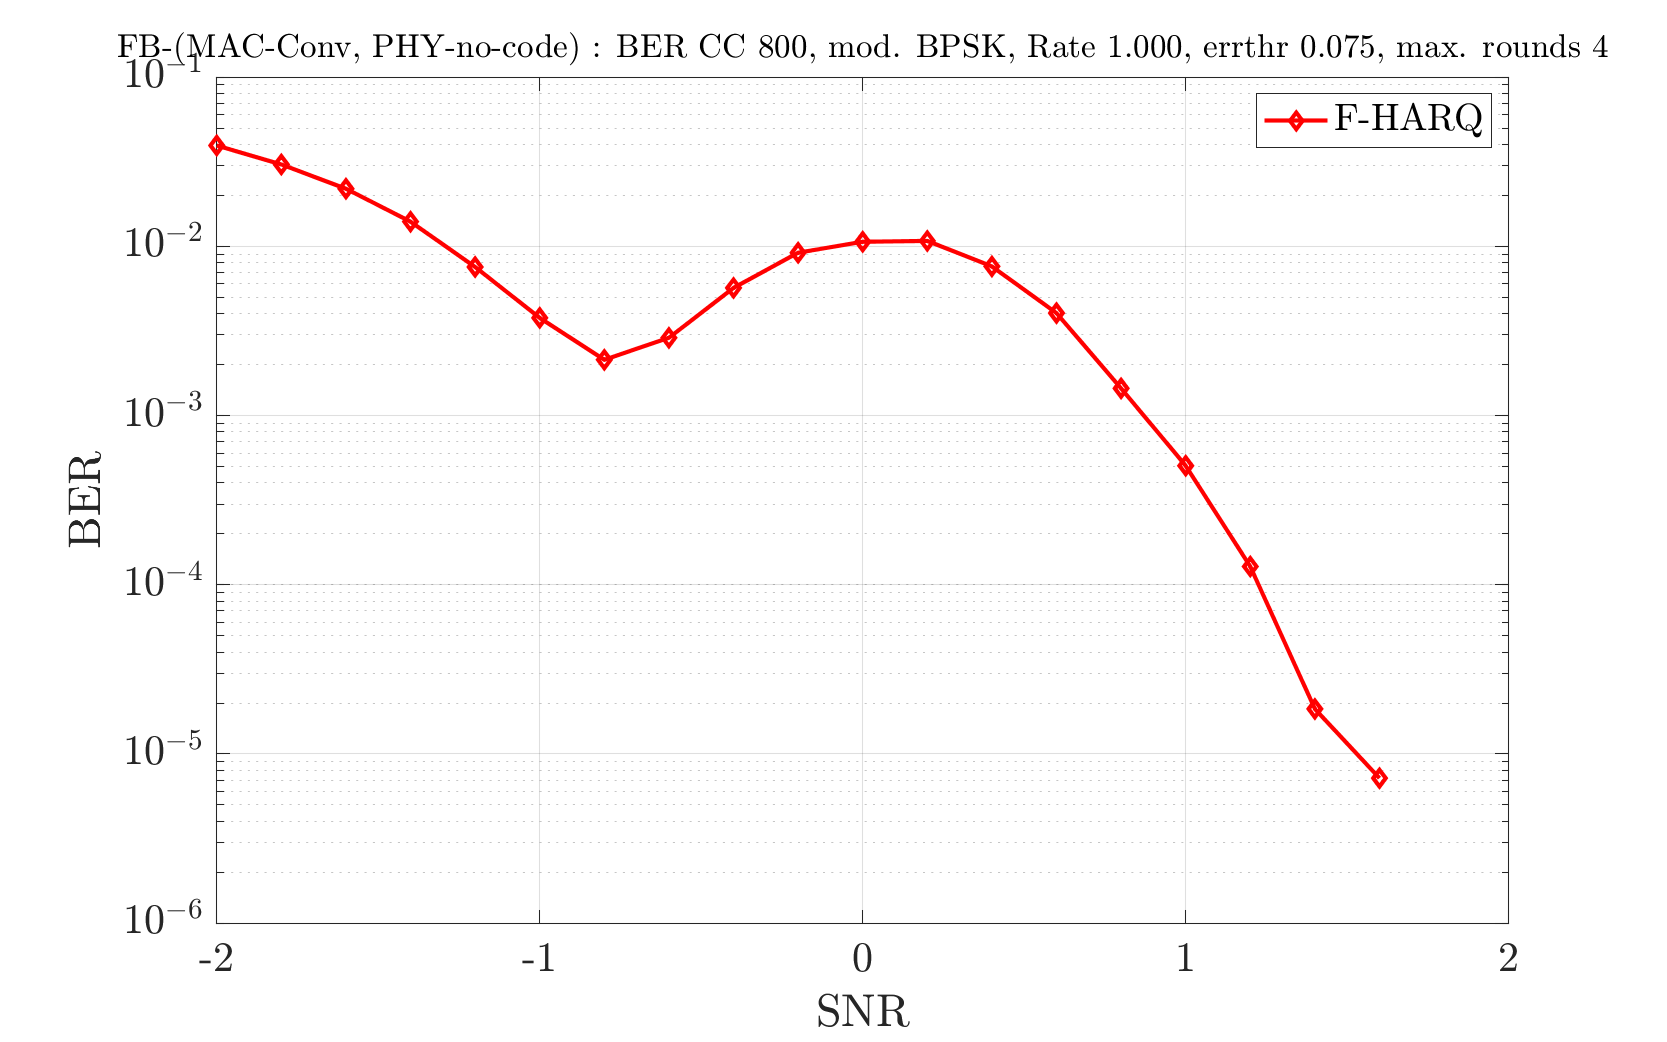 FB-(MAC-Conv, PHY-no-code) : BER CC 800, mod. BPSK, Rate 1.000, errthr 0.075, max. rounds 4
10^{-1}
F-HARQ
10^{-2}
10^{-3}
BER
10^{-4}
10^{-5}
10^{-6}
-2 -1 0 1 2
SNR